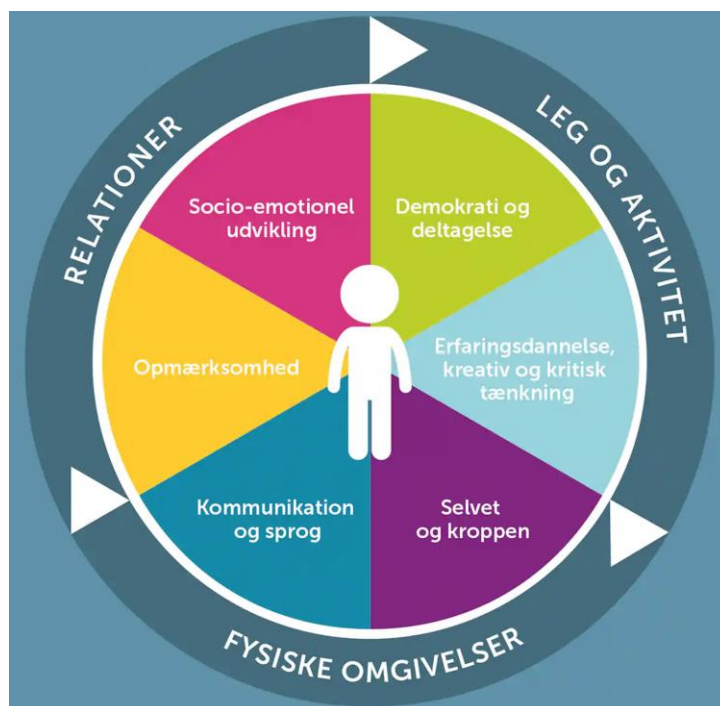 RELATIONER
LEG OG AKTIVITET
Socio-emotionel
udvikling
Demokrati og
deltagelse
Opmærksomhed
Erfaringsdannelse,
kreativ og kritisk
tænkning
Kommunikation
og sprog
Selvet
og kroppen
FYSISKE OMGIVELSER